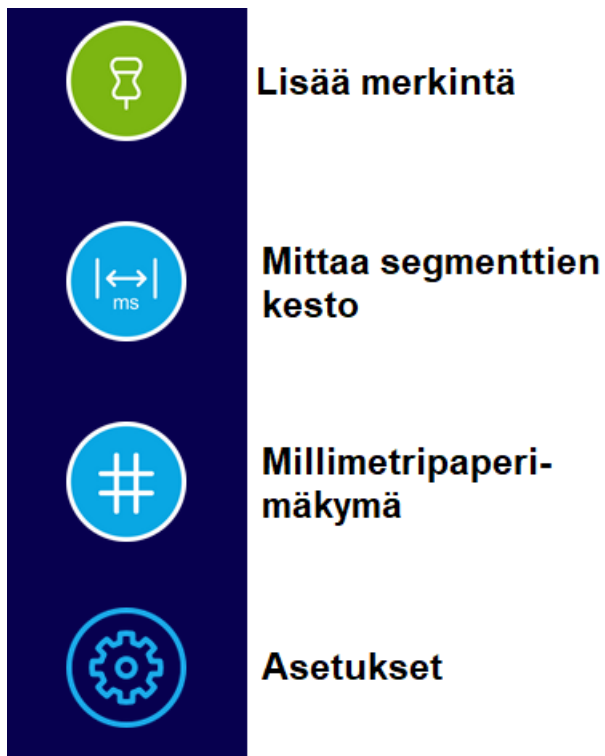 Lisää merkintä
ms
Mittaa segmenttien
kesto
Millimetripaperi-
mäkymä
Asetukset